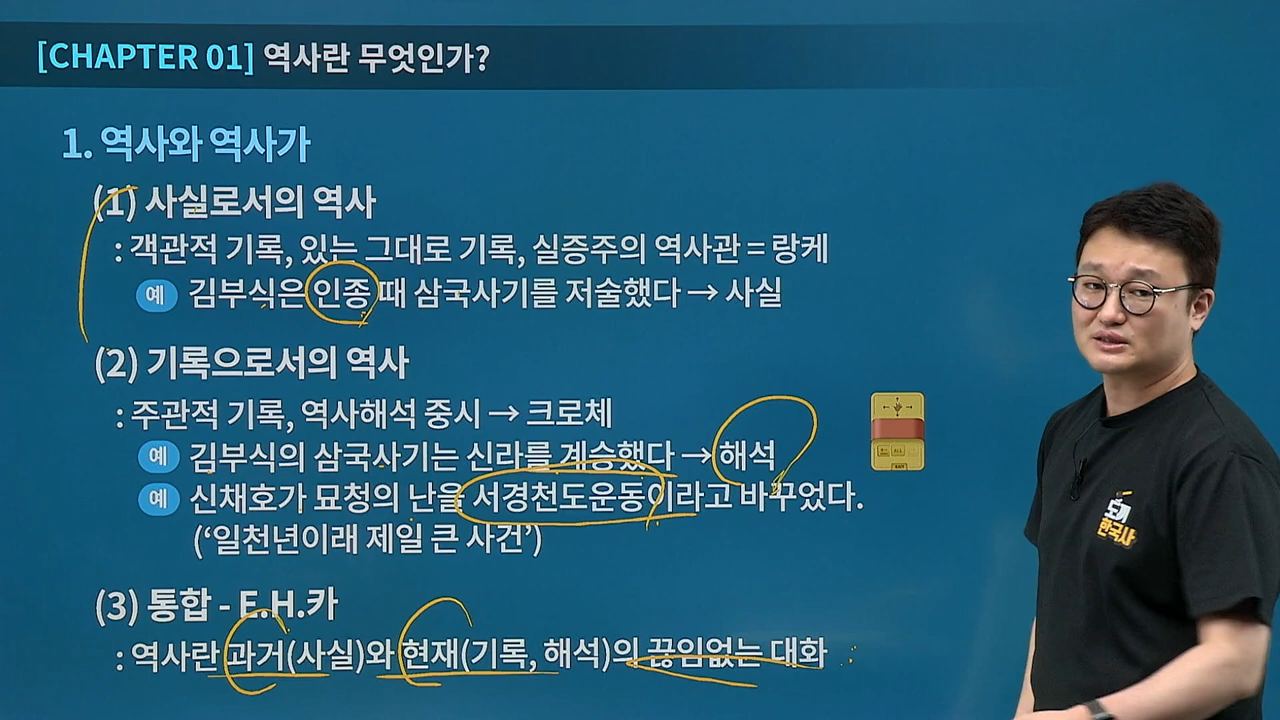 [CHAPTER 01] 역사란 무엇인가?
1. 역사와 역사가
(1) 사실로서의 역사
: 객관적 기록, 있는 그대로 기록, 실증주의 역사관 = 랑케
예 김부식은 인종 때 삼국사기를 저술했다 → 사실
(2) 기록으로서의 역사
: 주관적 기록, 역사해석 중시 → 크로체
예 김부식의 삼국사기는 신라를 계승했다 → 해석
예 신채호가 묘청의 난을 서경천도운동이라고 바꾸었다.
(‘일천년이래 제일 큰 사건’)
(3) 통합 - E.H.카
: 역사란 과거(사실)와 현재(기록, 해석)의 끊임없는 대화
도끼
한국사